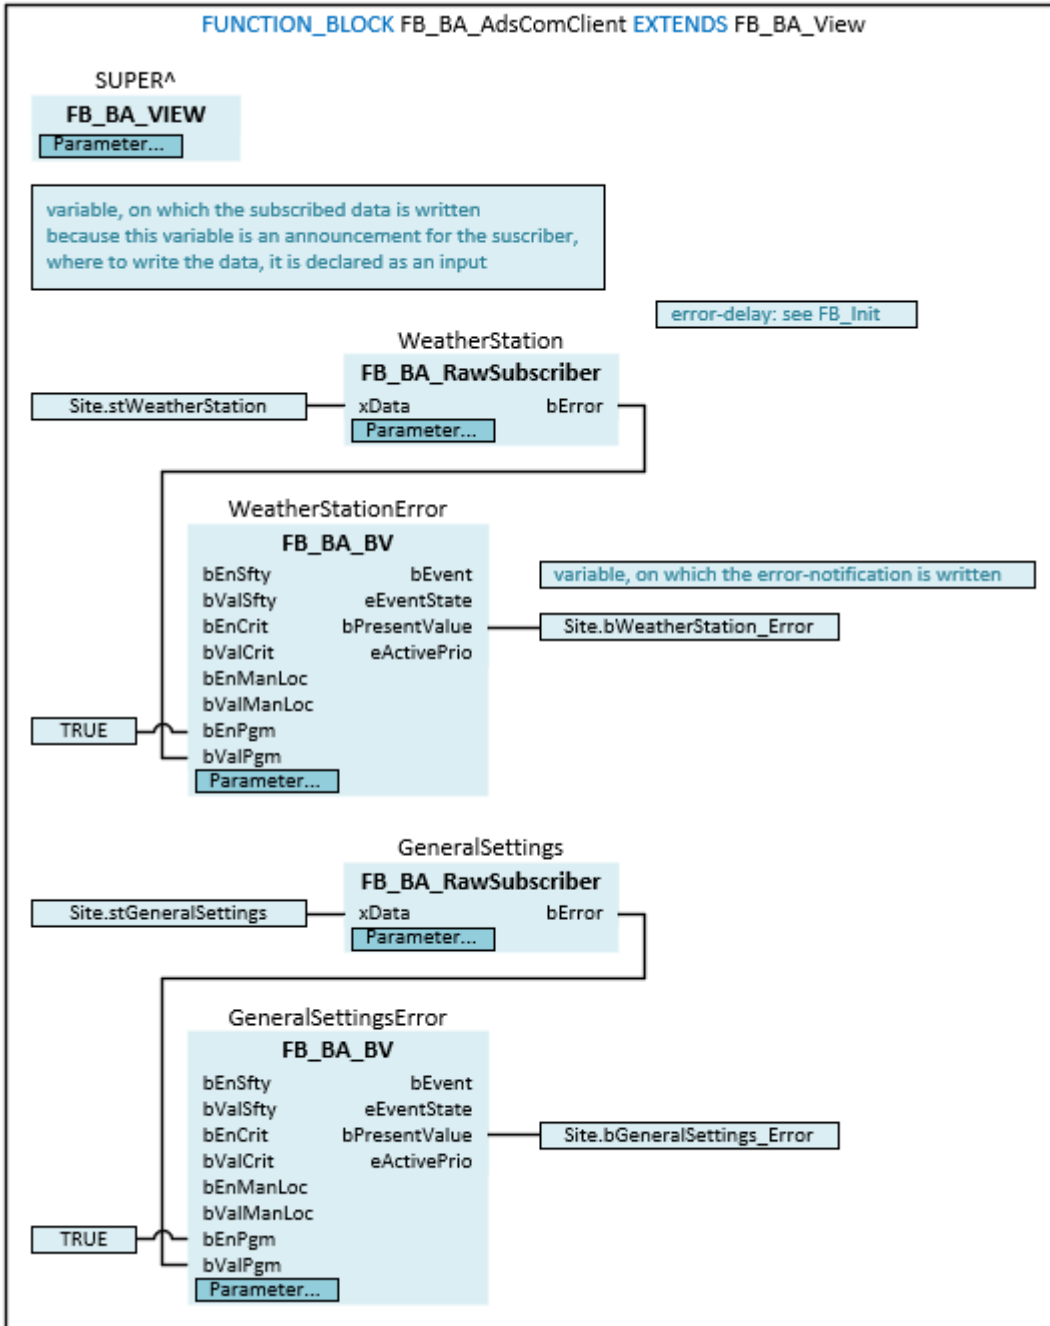 FUNCTION_BLOCK FB_BA_AdsComClient EXTENDS FB_BA_View
SUPER^
FB_BA_VIEW
Parameter...
variable, on which the subscribed data is written
because this variable is an announcement for the suscriber,
where to write the data, it is declared as an input
error-delay: see FB_Init
WeatherStation
FB_BA_RawSubscriber
Site.stWeatherStation xData bError
Parameter...
WeatherStationError
FB_BA_BV
bEnSfty bEvent variable, on which the error-notification is written
bValSfty eEventState
bEnCrit bPresentValue Site.bWeatherStation_Error
bValCrit eActivePrio
bEnManLoc
bValManLoc
TRUE bEnPgm
bValPgm
Parameter...
GeneralSettings
FB_BA_RawSubscriber
Site.stGeneralSettings xData bError
Parameter...
GeneralSettingsError
FB_BA_BV
bEnSfty bEvent
bValSfty eEventState
bEnCrit bPresentValue Site.bGeneralSettings_Error
bValCrit eActivePrio
bEnManLoc
bValManLoc
TRUE bEnPgm
bValPgm
Parameter...